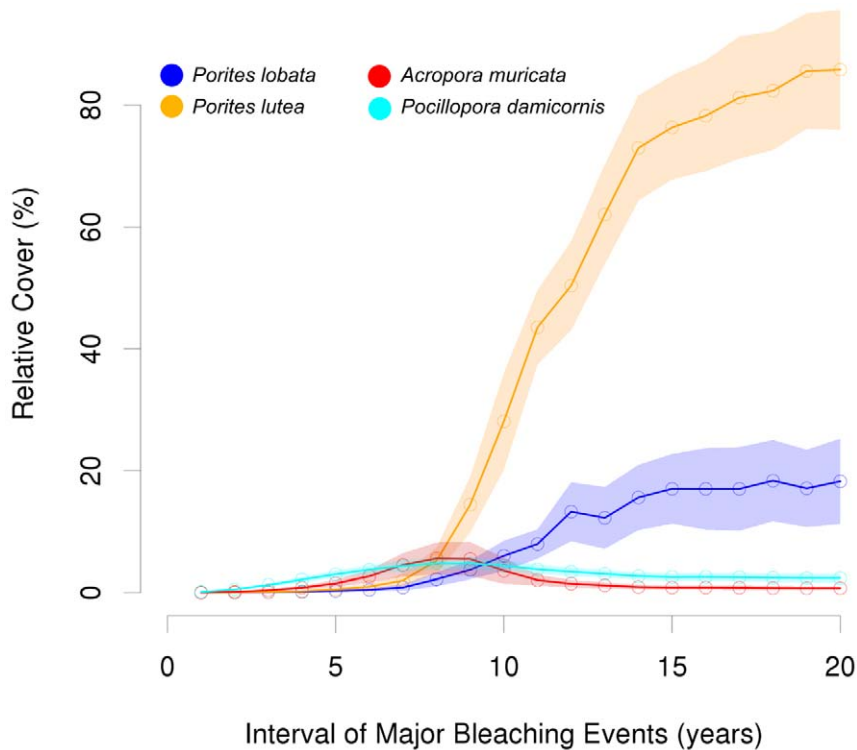 Porites lobata
Acropora muricata
Porites lutea
Pocillopora damicornis
80
60
40
20
0
Relative Cover (%)
0
5
10
15
20
Interval of Major Bleaching Events (years)